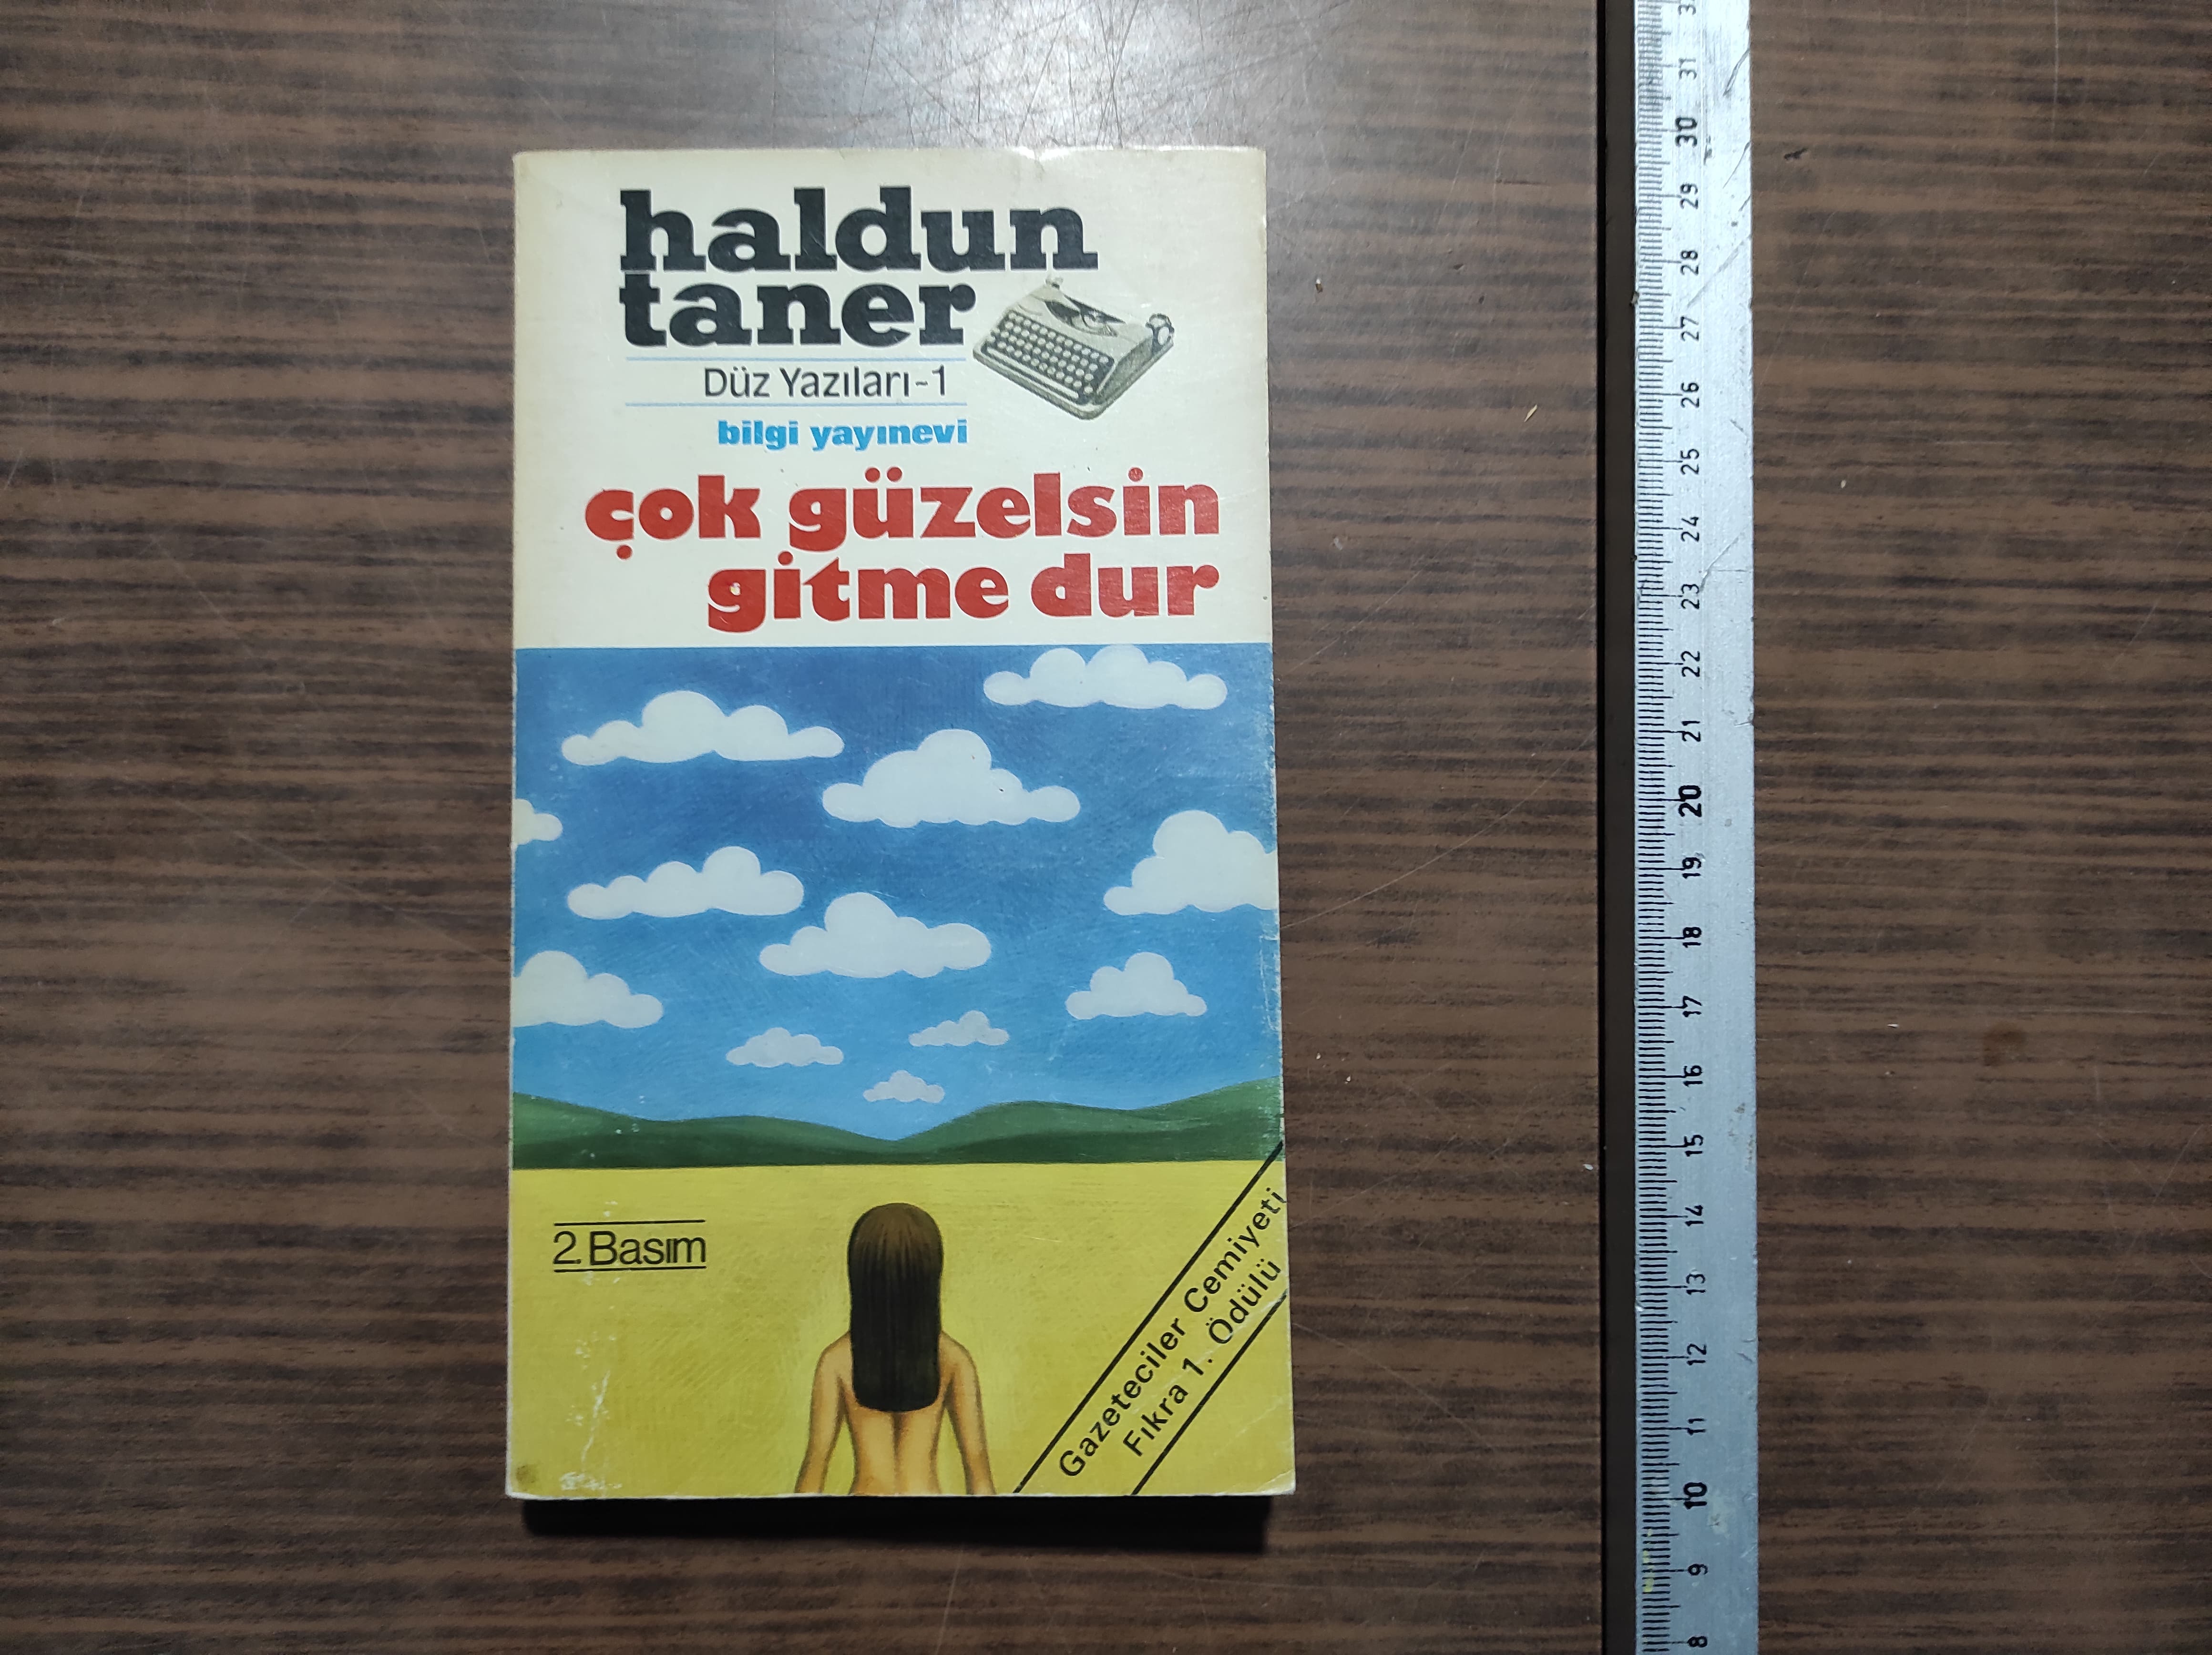 haldun
taner
Düz Yazıları-1
bilgi yayınevi
çok güzelsin
gitme dur
2. Basım
Gazeteciler Cemiyeti
Fıkra 1. Ödülü
31
30
29
28
27
26
25
24
23
22
21
20
19
18
17
16
15
14
13
12
11
10
9
8